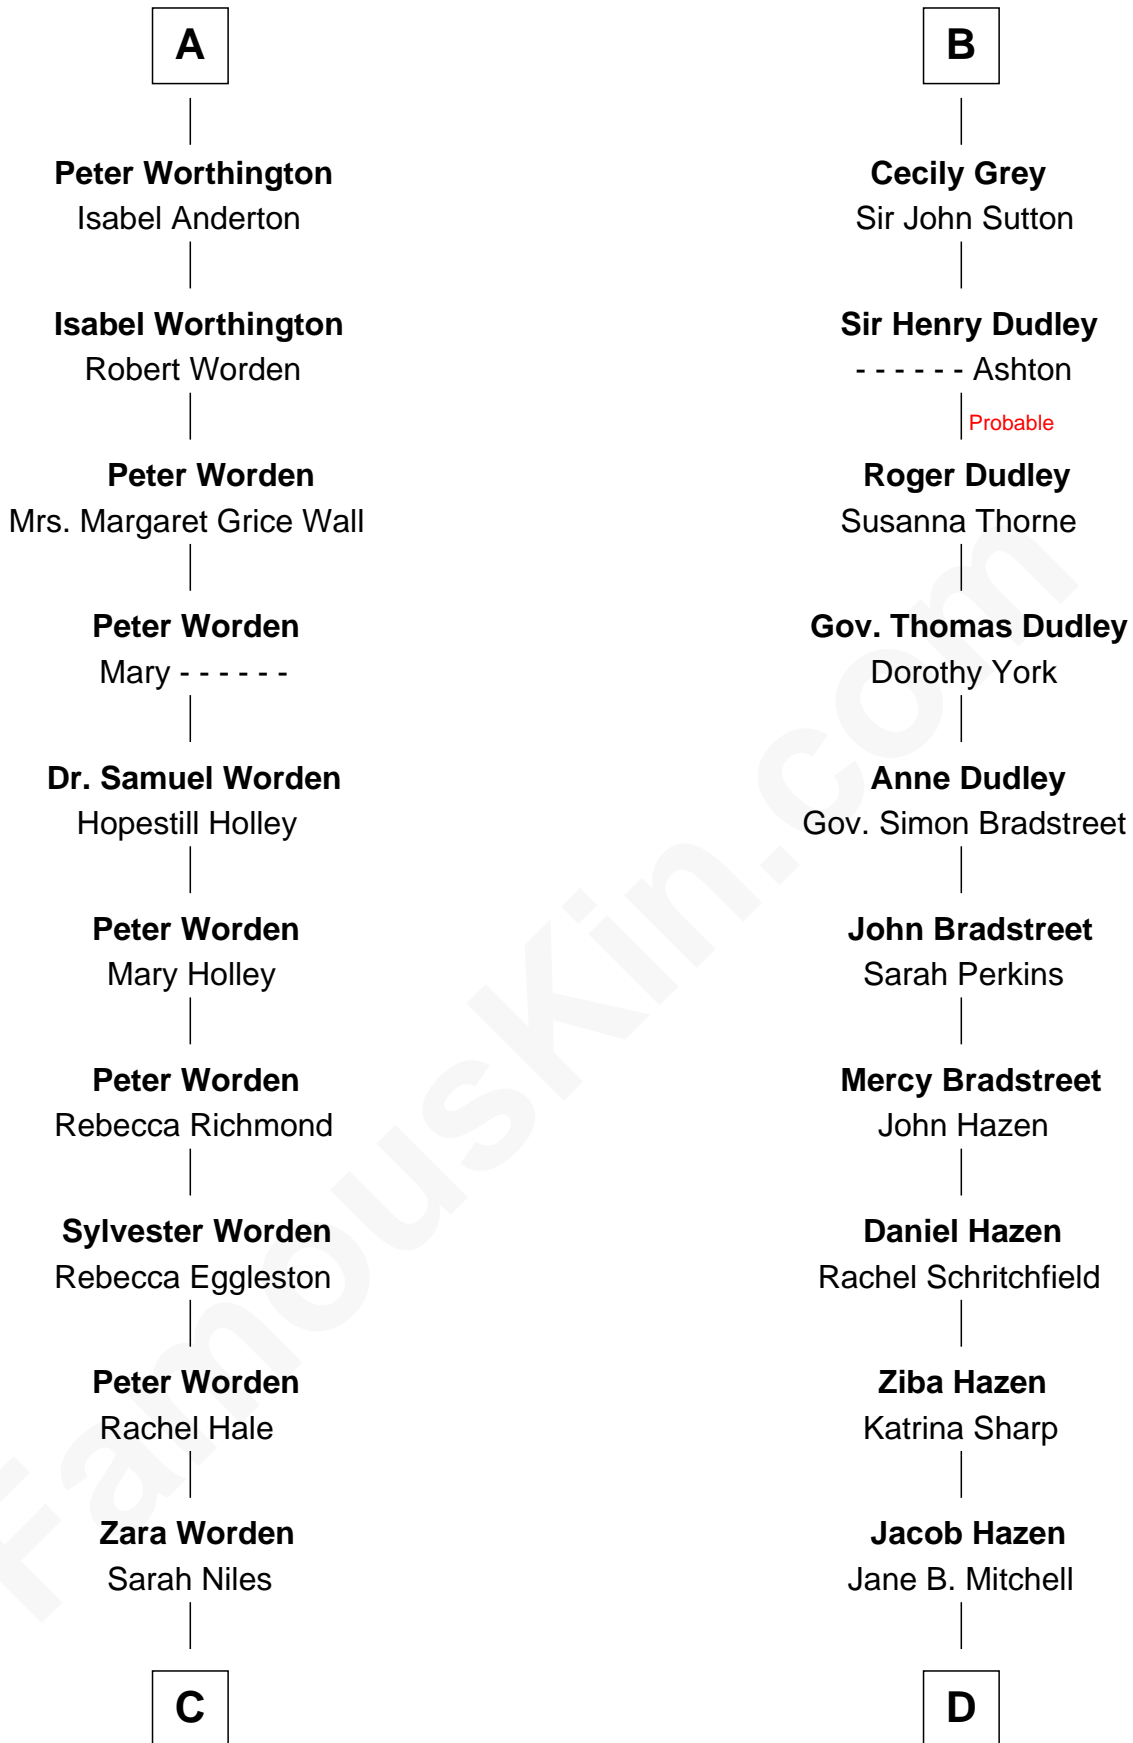 A
Peter Worthington
Isabel Anderton
Isabel Worthington
Robert Worden
Peter Worden
Mrs. Margaret Grice Wall
Peter Worden
Mary - - - - - -
Dr. Samuel Worden
Hopestill Holley
Peter Worden
Mary Holley
Peter Worden
Rebecca Richmond
Sylvester Worden
Rebecca Eggleston
Peter Worden
Rachel Hale
Zara Worden
Sarah Niles
C
B
Cecily Grey
Sir John Sutton
Sir Henry Dudley
- - - - - - Ashton
Probable
Roger Dudley
Susanna Thorne
Gov. Thomas Dudley
Dorothy York
Anne Dudley
Gov. Simon Bradstreet
John Bradstreet
Sarah Perkins
Mercy Bradstreet
John Hazen
Daniel Hazen
Rachel Schritchfield
Ziba Hazen
Katrina Sharp
Jacob Hazen
Jane B. Mitchell
D
FamousKin.com